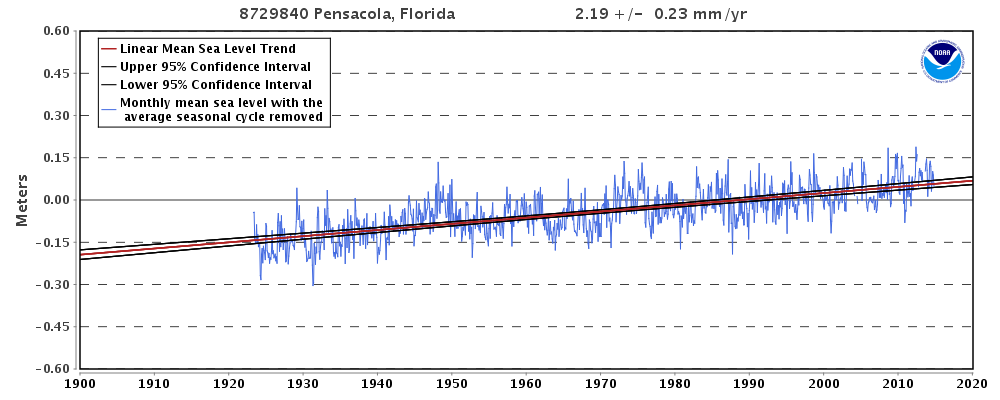 8729840 Pensacola, Florida 2.19 +/- 0.23 mm/yr
0.60
0.45
0.30
0.15
0.00
−0.15
−0.30
−0.45
−0.60
Meters
Linear Mean Sea Level Trend
Upper 95% Confidence Interval
Lower 95% Confidence Interval
Monthly mean sea level with the
average seasonal cycle removed
NOAA
1900 1910 1920 1930 1940 1950 1960 1970 1980 1990 2000 2010 2020